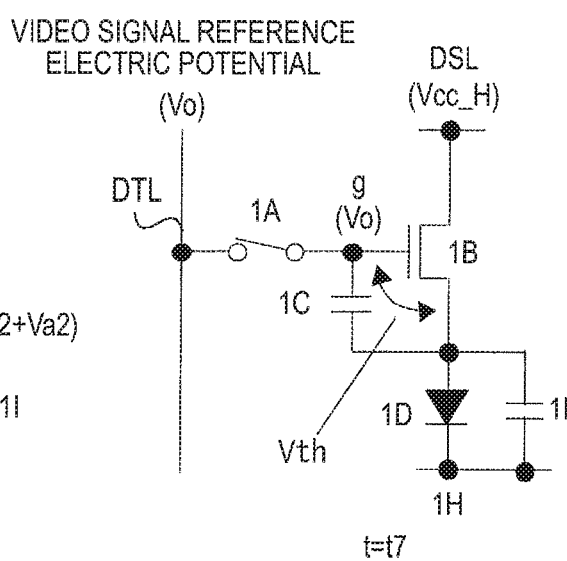 VIDEO SIGNAL REFERENCE
ELECTRIC POTENTIAL
(Vo)
DSL
(Vcc_H)
DTL
1A
g
(Vo)
1B
1C
2+Va2)
1I
1D
1I
Vth
1H
t=t7